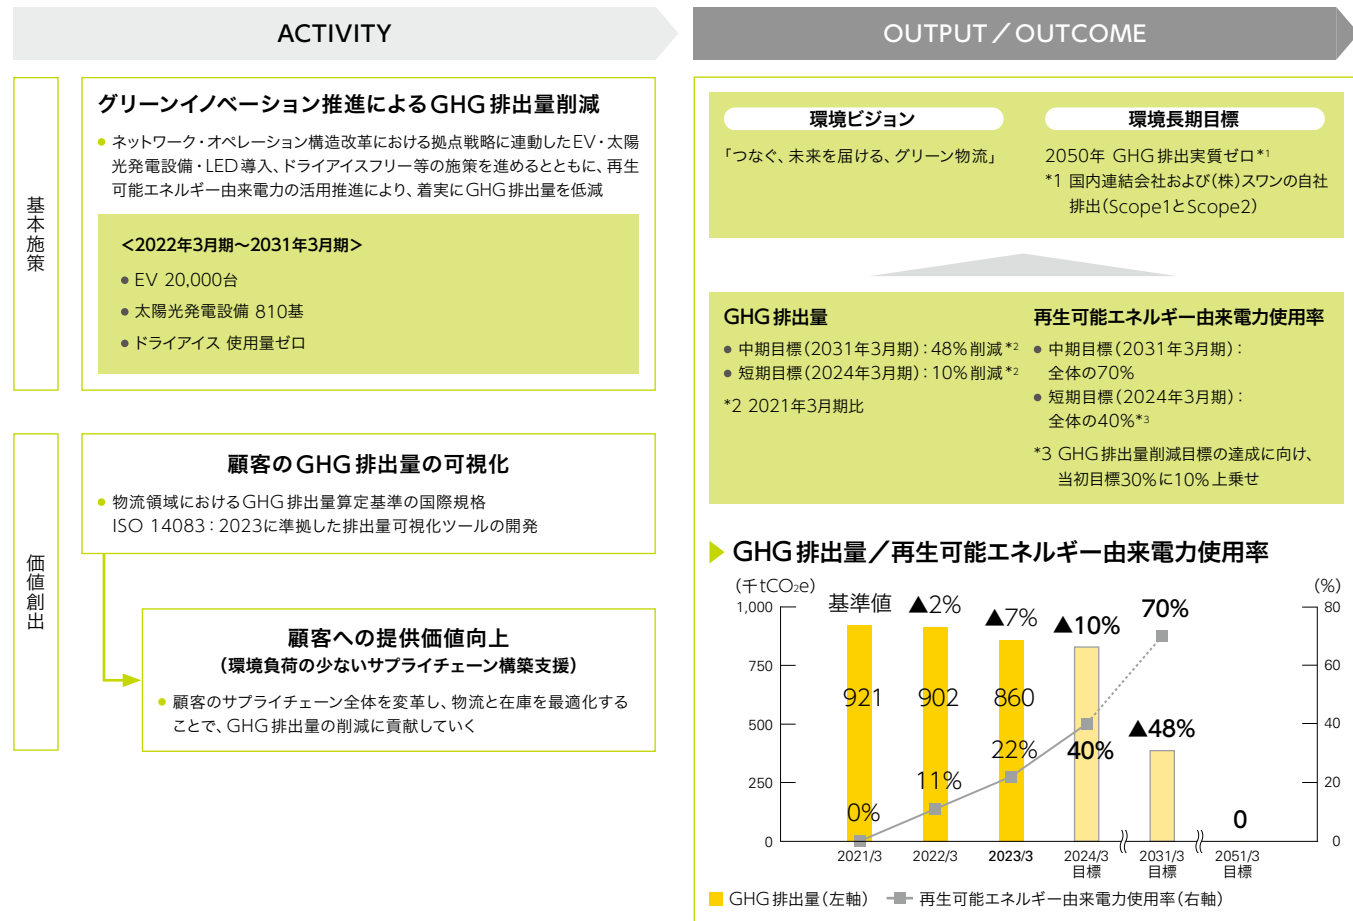 ACTIVITY
基本施策
グリーンイノベーション推進によるGHG排出量削減
● ネットワーク・オペレーション構造改革における拠点戦略に連動したEV・太陽
光発電設備・LED導入、ドライアイスフリー等の施策を進めるとともに、再生
可能エネルギー由来電力の活用推進により、着実にGHG排出量を低減
<2022年3月期～2031年3月期>
● EV 20,000台
● 太陽光発電設備 810基
● ドライアイス 使用量ゼロ
価値創出
顧客のGHG排出量の可視化
● 物流領域におけるGHG排出量算定基準の国際規格
ISO 14083：2023に準拠した排出量可視化ツールの開発
顧客への提供価値向上
（環境負荷の少ないサプライチェーン構築支援）
● 顧客のサプライチェーン全体を変革し、物流と在庫を最適化する
ことで、GHG排出量の削減に貢献していく
OUTPUT／OUTCOME
環境ビジョン
「つなぐ、未来を届ける、グリーン物流」
環境長期目標
2050年 GHG排出実質ゼロ*1
*1 国内連結会社および(株)スワンの自社
排出(Scope1とScope2)
GHG排出量
● 中期目標(2031年3月期)：48%削減*2
● 短期目標(2024年3月期)：10%削減*2
*2 2021年3月期比
再生可能エネルギー由来電力使用率
● 中期目標(2031年3月期)：
全体の70%
● 短期目標(2024年3月期)：
全体の40%*3
*3 GHG排出量削減目標の達成に向け、
当初目標30%に10%上乗せ
GHG排出量／再生可能エネルギー由来電力使用率
(千tCO2e)
(%)
1,000
750
500
250
0
基準値
▲2%
▲7%
▲10%
70%
921
902
860
▲48%
0%
11%
22%
40%
0
80
60
40
20
0
2021/3
2022/3
2023/3
2024/3
目標
2031/3
目標
2051/3
目標
GHG排出量(左軸)
再生可能エネルギー由来電力使用率(右軸)